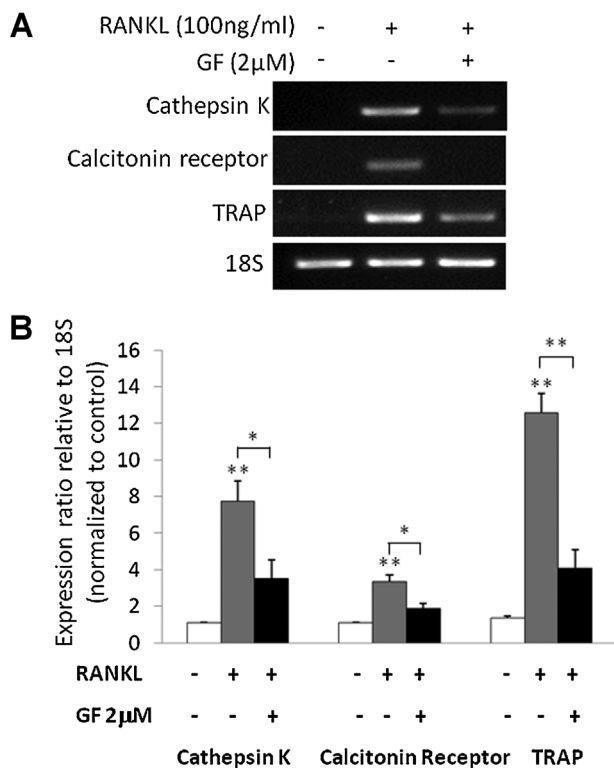 A
RANKL (100ng/ml) - + +
GF (2μM) - - +
Cathepsin K
Calcitonin receptor
TRAP
18S
B
Expression ratio relative to 18S
(normalized to control)
16
14
12
10
8
6
4
2
0
** *
** *
** **
RANKL - + + - + + - + +
GF 2μM - - + - - + - - +
Cathepsin K Calcitonin Receptor TRAP